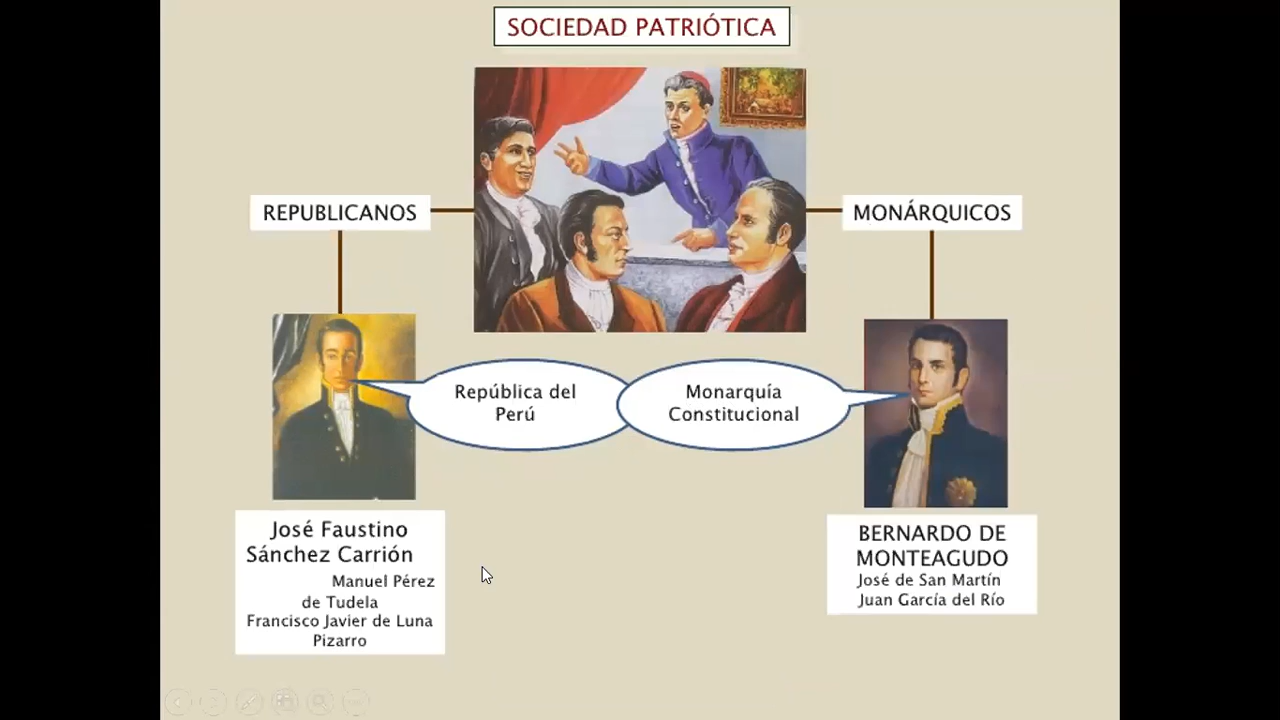 SOCIEDAD PATRIÓTICA
REPUBLICANOS
MONÁRQUICOS
República del
Perú
Monarquía
Constitucional
José Faustino
Sánchez Carrión
Manuel Pérez
de Tudela
Francisco Javier de Luna
Pizarro
BERNARDO DE
MONTEAGUDO
José de San Martín
Juan García del Río